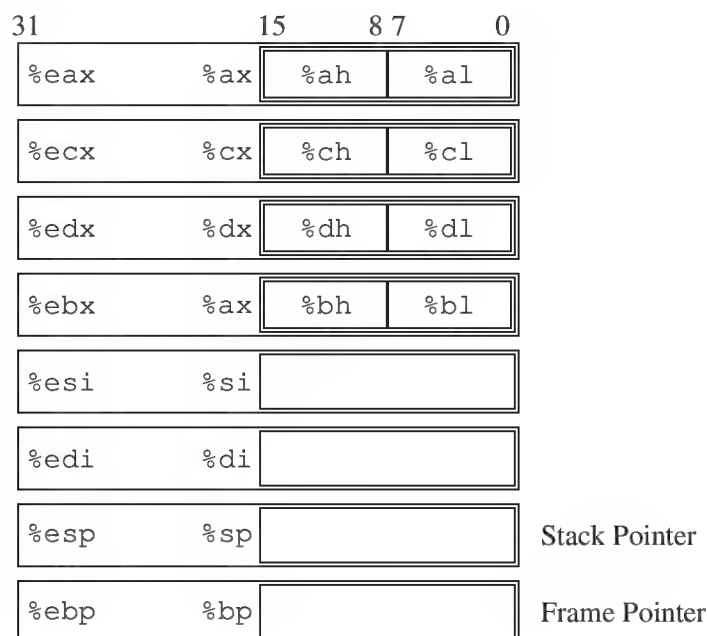 31 15 8 7 0
%eax %ax %ah %al
%ecx %cx %ch %cl
%edx %dx %dh %dl
%ebx %ax %bh %bl
%esi %si
%edi %di
%esp %sp Stack Pointer
%ebp %bp Frame Pointer